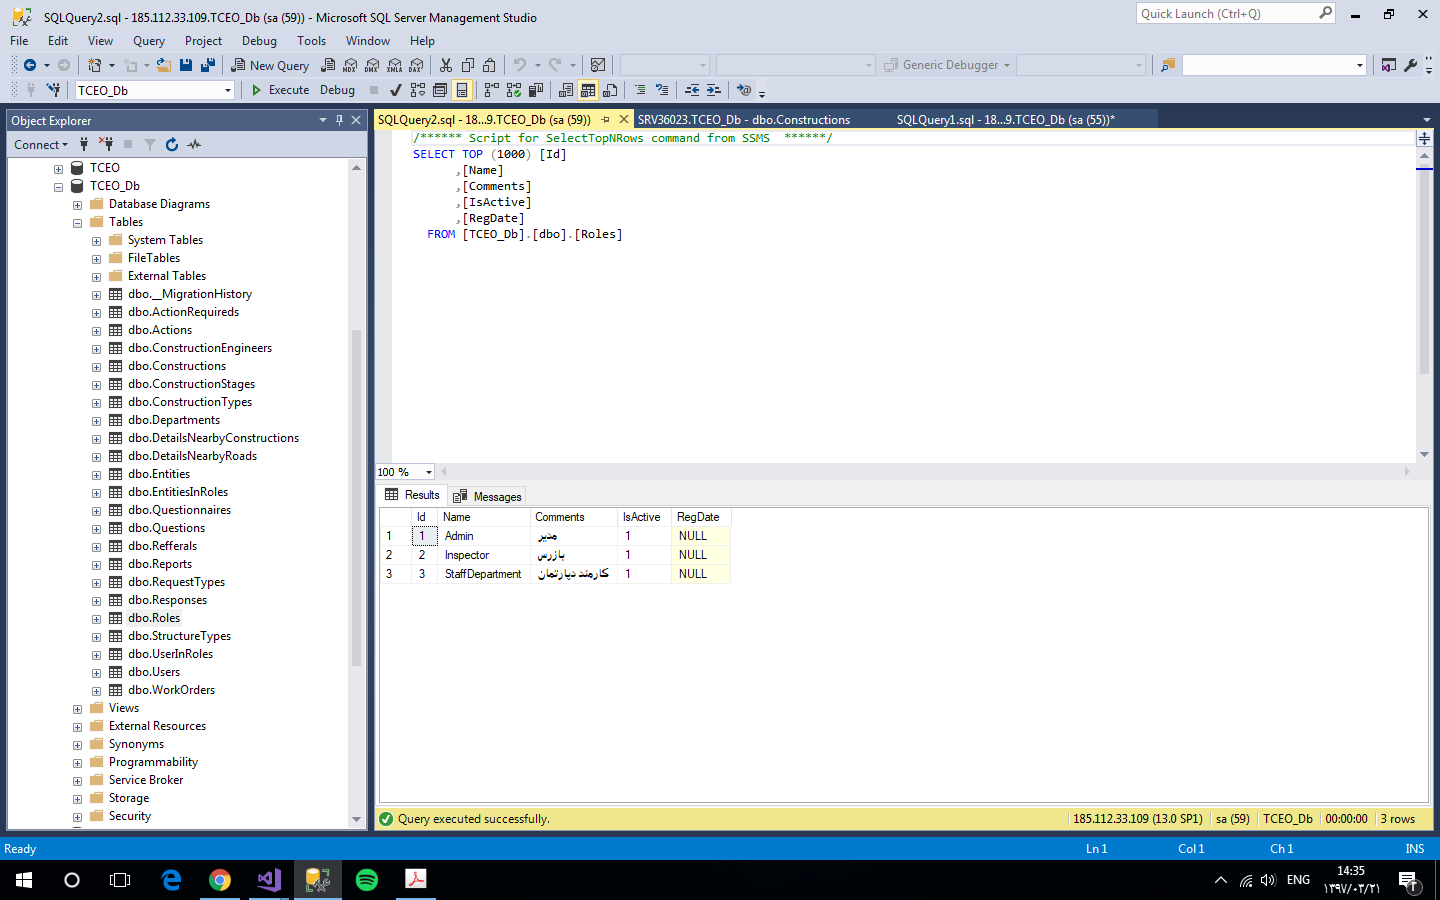 SQLQuery2.sql - 185.112.33.109.TCEO_Db (sa (59)) - Microsoft SQL Server Management Studio
Quick Launch (Ctrl+Q)
File Edit View Query Project Debug Tools Window Help
New Query MDX DMX XMLA DAX Generic Debugger
TCEO_Db Execute Debug
Object Explorer
Connect
TCEO
TCEO_Db
Database Diagrams
Tables
System Tables
FileTables
External Tables
dbo.__MigrationHistory
dbo.ActionRequireds
dbo.Actions
dbo.ConstructionEngineers
dbo.Constructions
dbo.ConstructionStages
dbo.ConstructionTypes
dbo.Departments
dbo.DetailsNearbyConstructions
dbo.DetailsNearbyRoads
dbo.Entities
dbo.EntitiesInRoles
dbo.Questionnaires
dbo.Questions
dbo.Refferals
dbo.Reports
dbo.RequestTypes
dbo.Responses
dbo.Roles
dbo.StructureTypes
dbo.UserInRoles
dbo.Users
dbo.WorkOrders
Views
External Resources
Synonyms
Programmability
Service Broker
Storage
Security
SQLQuery2.sql - 18...9.TCEO_Db (sa (59)) SRV36023.TCEO_Db - dbo.Constructions SQLQuery1.sql - 18...9.TCEO_Db (sa (55))*
/****** Script for SelectTopNRows command from SSMS ******/
SELECT TOP (1000) [Id]
,[Name]
,[Comments]
,[IsActive]
,[RegDate]
FROM [TCEO_Db].[dbo].[Roles]
100 %
Results Messages
Id Name Comments IsActive RegDate
1 1 Admin مدیر 1 NULL
2 2 Inspector بازرس 1 NULL
3 3 StaffDepartment کارمند دپارتمان 1 NULL
Query executed successfully. 185.112.33.109 (13.0 SP1) sa (59) TCEO_Db 00:00:00 3 rows
Ready Ln 1 Col 1 Ch 1 INS
ENG 14:35
۱۳۹۷/۰۳/۲۱